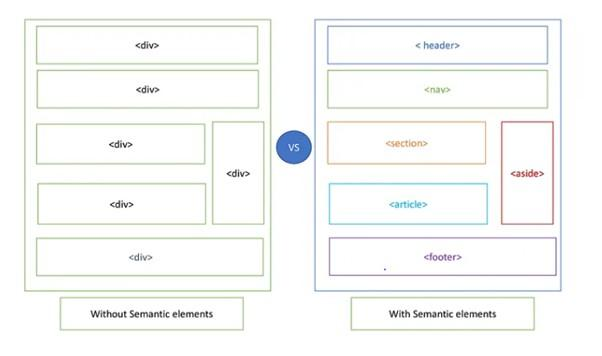 <div>
<div>
<div>
<div>
<div>
<div>
Without Semantic elements
VS
< header>
<nav>
<section>
<aside>
<article>
<footer>
With Semantic elements